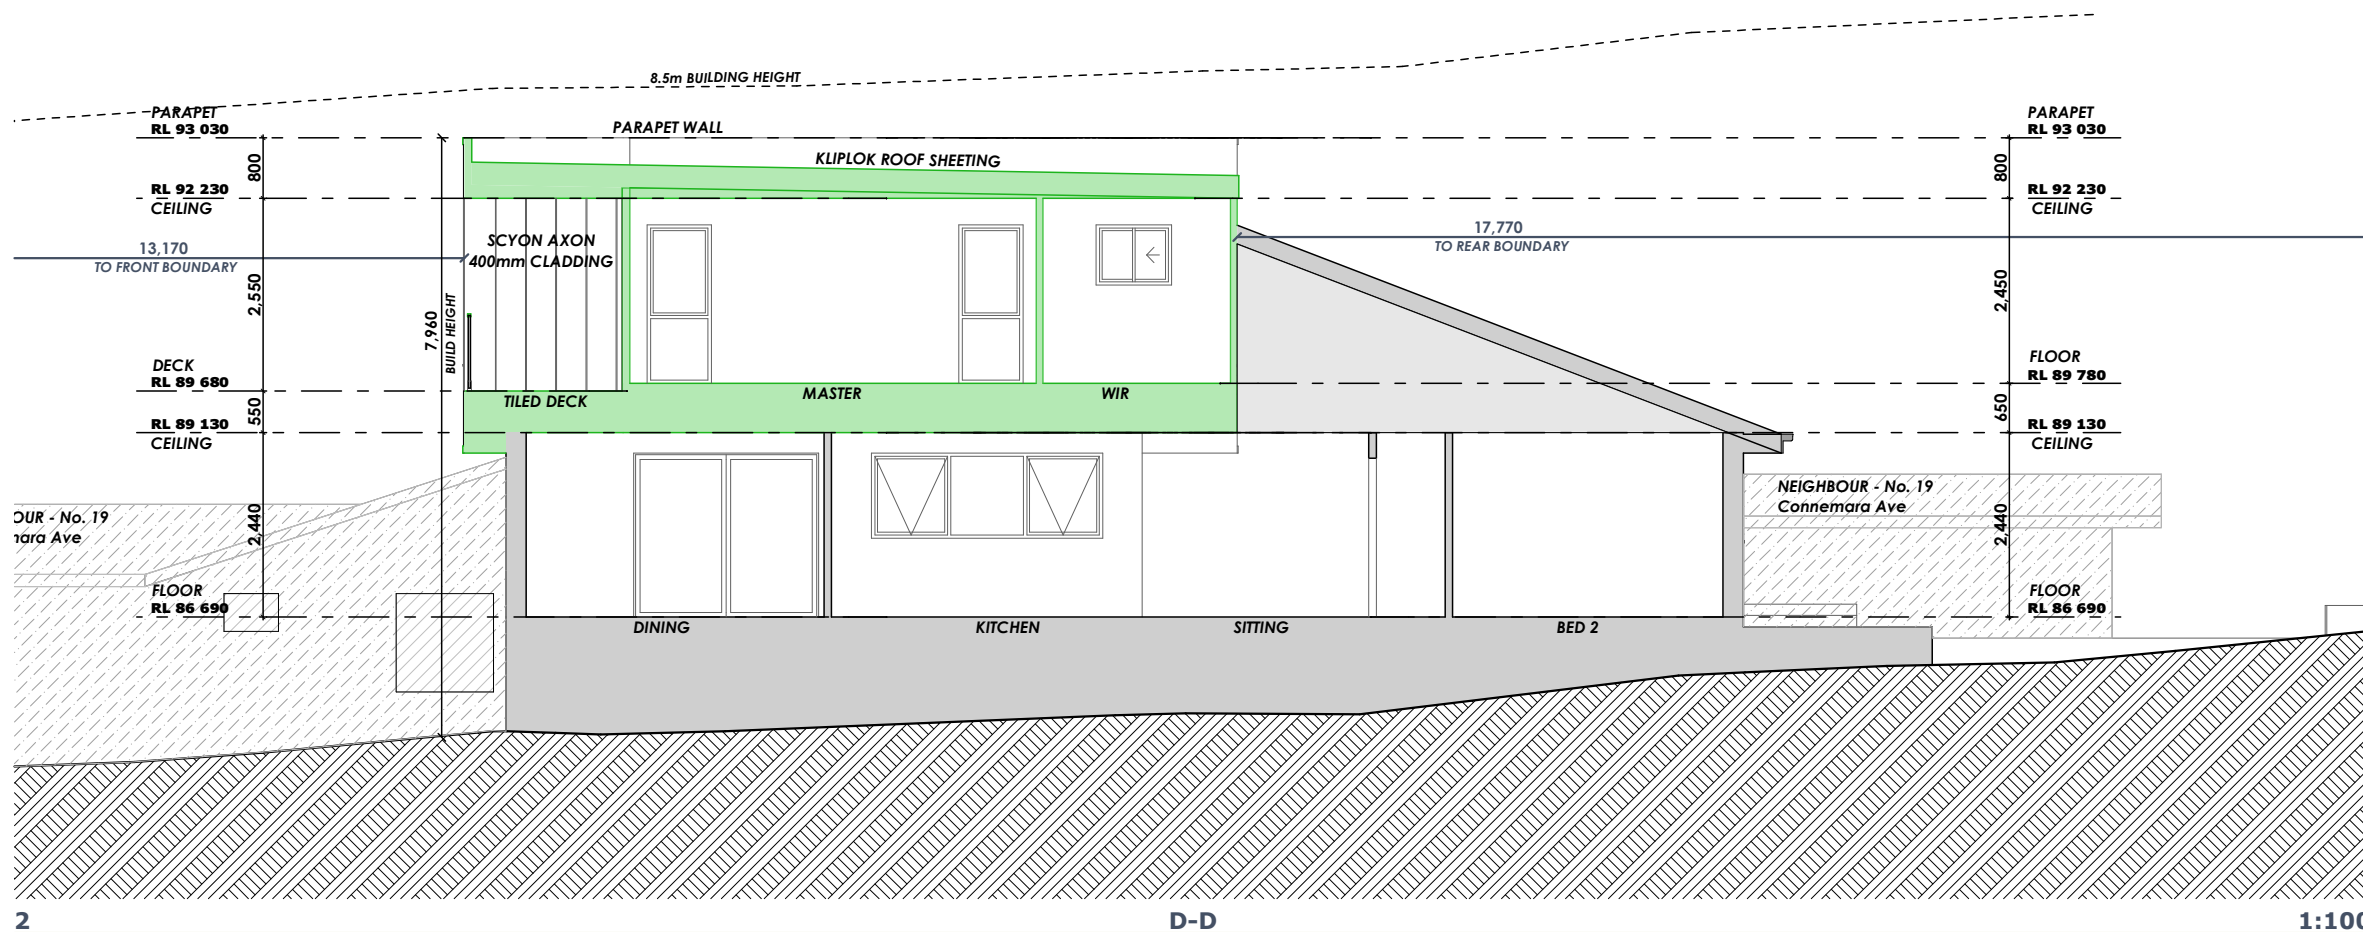 8.5m BUILDING HEIGHT
PARAPET
RL 93 030
PARAPET WALL
PARAPET
RL 93 030
800
KLIPLOK ROOF SHEETING
800
RL 92 230
CEILING
RL 92 230
CEILING
13,170
TO FRONT BOUNDARY
SCYON AXON
400mm CLADDING
17,770
TO REAR BOUNDARY
2,550
7,960
BUILD HEIGHT
2,450
DECK
RL 89 680
FLOOR
RL 89 780
TILED DECK
MASTER
WIR
550
650
RL 89 130
CEILING
RL 89 130
CEILING
OUR - No. 19
nara Ave
NEIGHBOUR - No. 19
Connemara Ave
2,440
2,440
FLOOR
RL 86 690
FLOOR
RL 86 690
DINING
KITCHEN
SITTING
BED 2
2
D-D
1:100